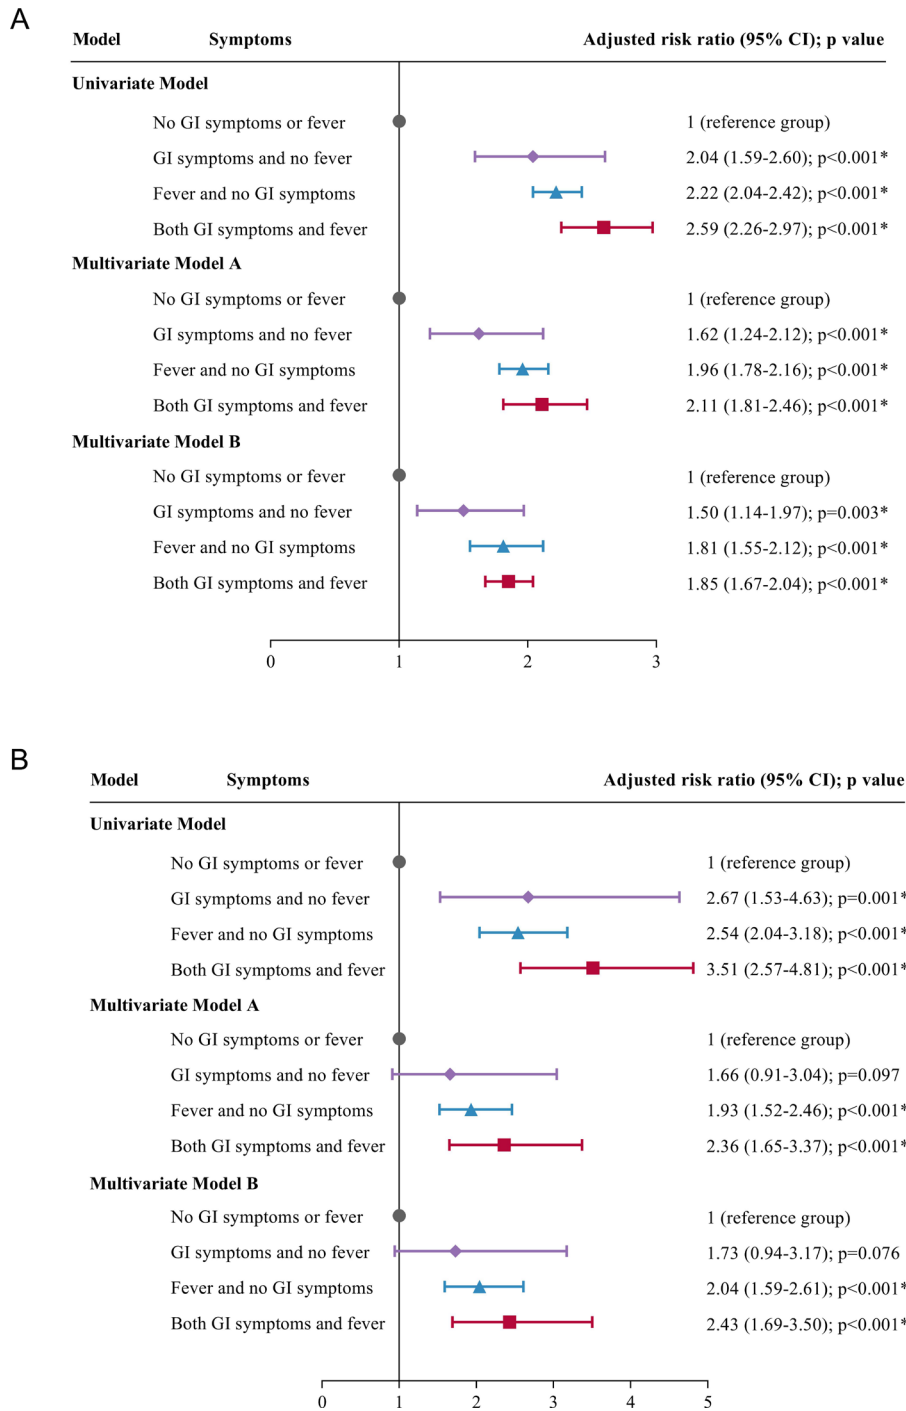 A
Model Symptoms Adjusted risk ratio (95% CI); p value
Univariate Model
No GI symptoms or fever 1 (reference group)
GI symptoms and no fever 2.04 (1.59-2.60); p<0.001*
Fever and no GI symptoms 2.22 (2.04-2.42); p<0.001*
Both GI symptoms and fever 2.59 (2.26-2.97); p<0.001*
Multivariate Model A
No GI symptoms or fever 1 (reference group)
GI symptoms and no fever 1.62 (1.24-2.12); p<0.001*
Fever and no GI symptoms 1.96 (1.78-2.16); p<0.001*
Both GI symptoms and fever 2.11 (1.81-2.46); p<0.001*
Multivariate Model B
No GI symptoms or fever 1 (reference group)
GI symptoms and no fever 1.50 (1.14-1.97); p=0.003*
Fever and no GI symptoms 1.81 (1.55-2.12); p<0.001*
Both GI symptoms and fever 1.85 (1.67-2.04); p<0.001*
0 1 2 3
B
Model Symptoms Adjusted risk ratio (95% CI); p value
Univariate Model
No GI symptoms or fever 1 (reference group)
GI symptoms and no fever 2.67 (1.53-4.63); p=0.001*
Fever and no GI symptoms 2.54 (2.04-3.18); p<0.001*
Both GI symptoms and fever 3.51 (2.57-4.81); p<0.001*
Multivariate Model A
No GI symptoms or fever 1 (reference group)
GI symptoms and no fever 1.66 (0.91-3.04); p=0.097
Fever and no GI symptoms 1.93 (1.52-2.46); p<0.001*
Both GI symptoms and fever 2.36 (1.65-3.37); p<0.001*
Multivariate Model B
No GI symptoms or fever 1 (reference group)
GI symptoms and no fever 1.73 (0.94-3.17); p=0.076
Fever and no GI symptoms 2.04 (1.59-2.61); p<0.001*
Both GI symptoms and fever 2.43 (1.69-3.50); p<0.001*
0 1 2 3 4 5